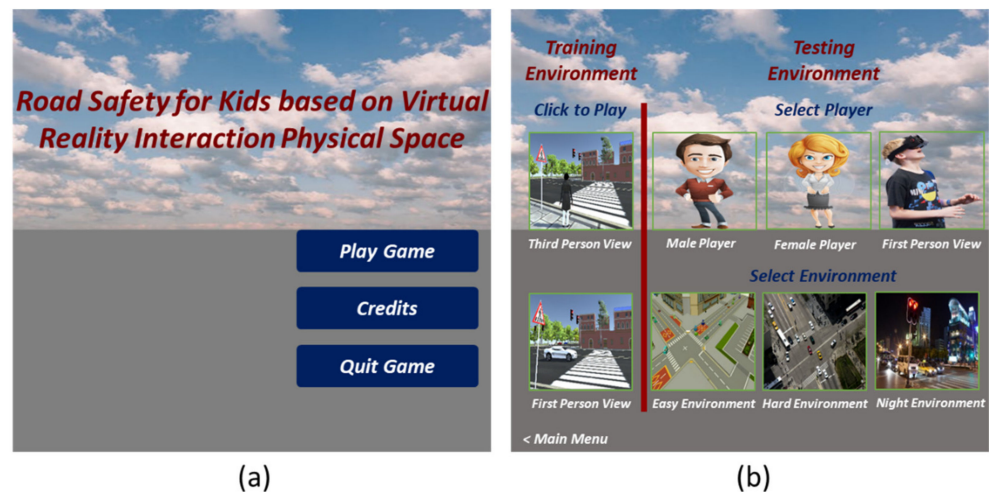 Road Safety for Kids based on Virtual
Reality Interaction Physical Space
Play Game
Credits
Quit Game
(a)
Training
Environment
Testing
Environment
Click to Play
Select Player
Third Person View
Male Player
Female Player
First Person View
Select Environment
First Person View
Easy Environment
Hard Environment
Night Environment
< Main Menu
(b)